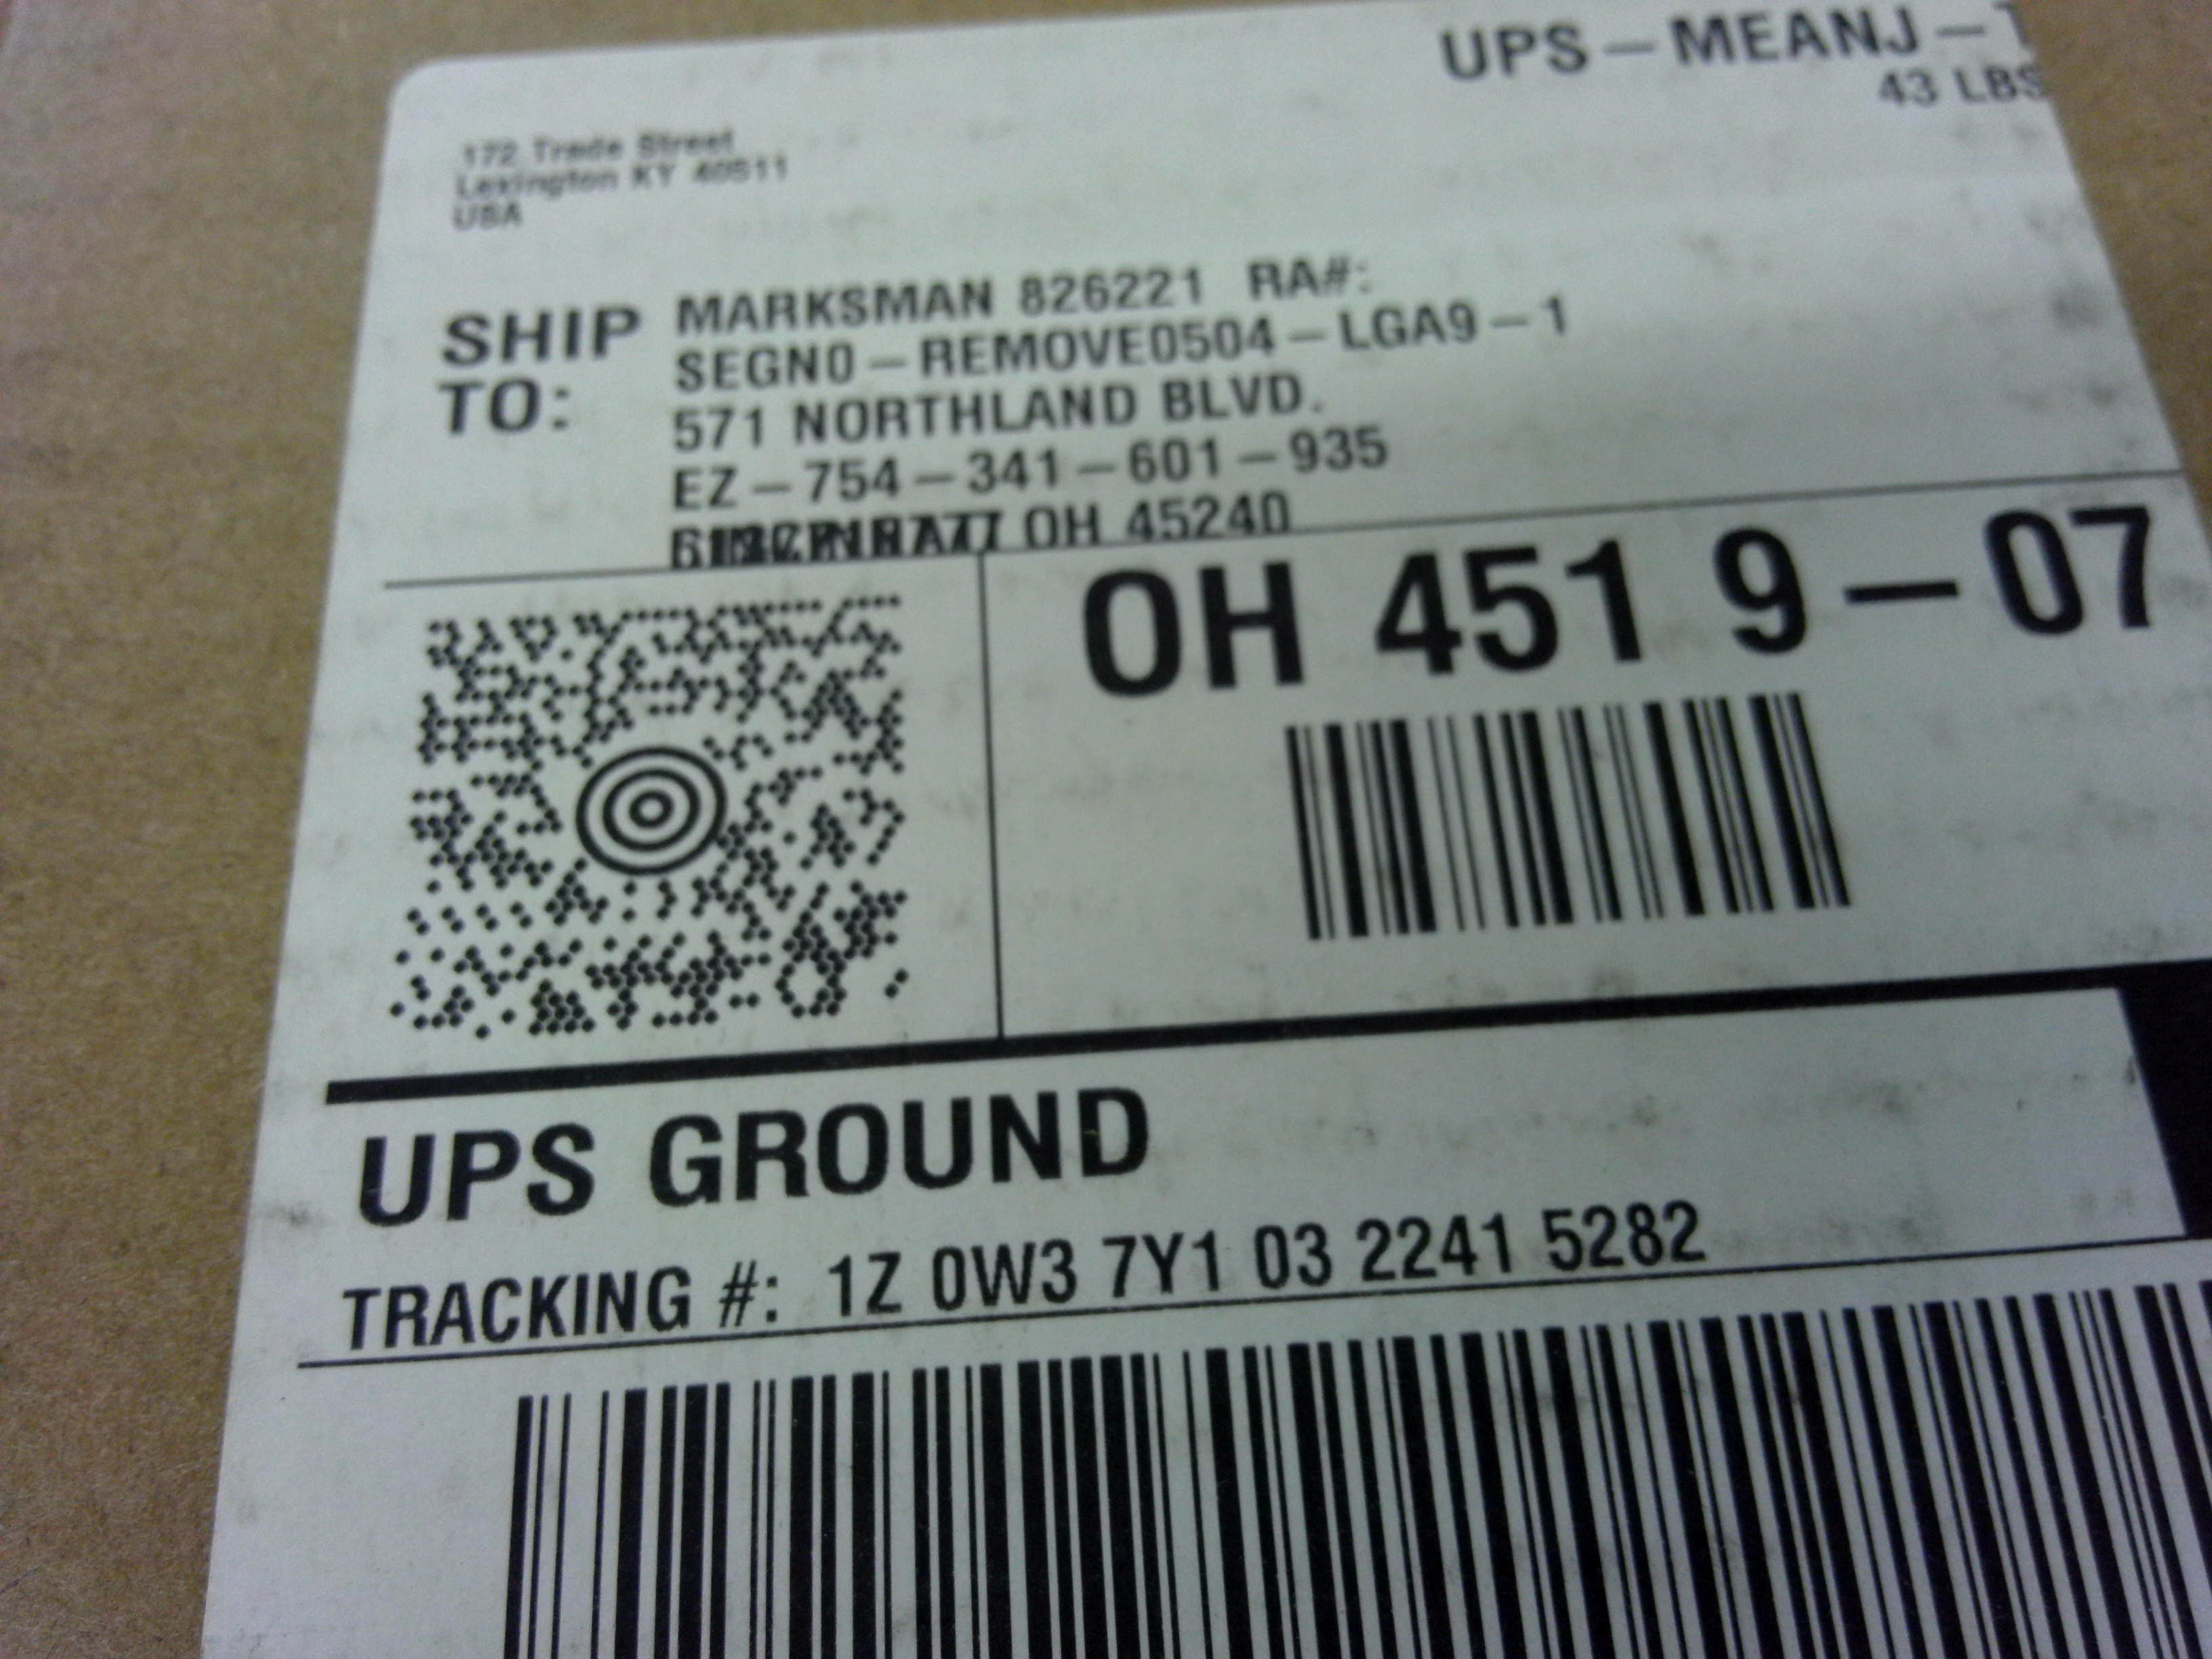 UPS - MEANJ -
43 LBS
172 Trade Street
Lexington KY 40511
USA
SHIP TO:
MARKSMAN 826221 RA#:
SEGN0 - REMOVE0504 - LGA9 - 1
571 NORTHLAND BLVD.
EZ - 754 - 341 - 601 - 935
OH 45240
OH 451 9 - 07
UPS GROUND
TRACKING #: 1Z 0W3 7Y1 03 2241 5282